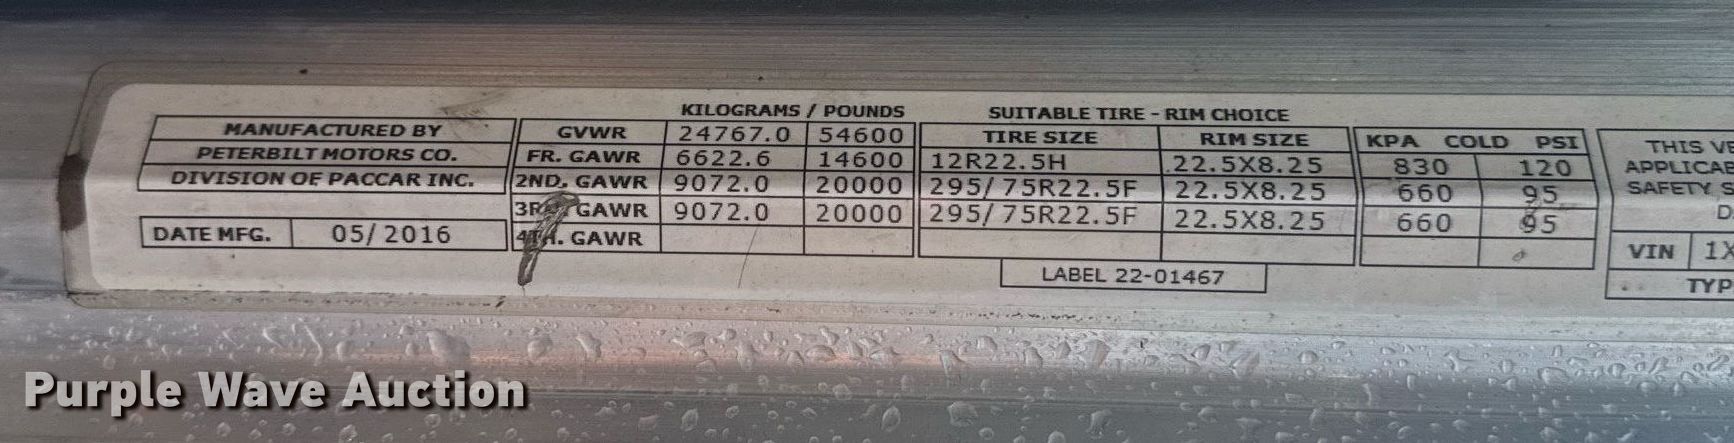 KILOGRAMS / POUNDS SUITABLE TIRE - RIM CHOICE
MANUFACTURED BY GVWR 24767.0 54600 TIRE SIZE RIM SIZE KPA COLD PSI
PETERBILT MOTORS CO. FR. GAWR 6622.6 14600 12R22.5H 22.5X8.25 830 120
DIVISION OF PACCAR INC. 2ND. GAWR 9072.0 20000 295/75R22.5F 22.5X8.25 660 95
GAWR 9072.0 20000 295/75R22.5F 22.5X8.25 660 95
DATE MFG. 05/2016 GAWR
LABEL 22-01467
THIS VE
APPLICAB
SAFETY S
D
VIN 1X
TYP
Purple Wave Auction